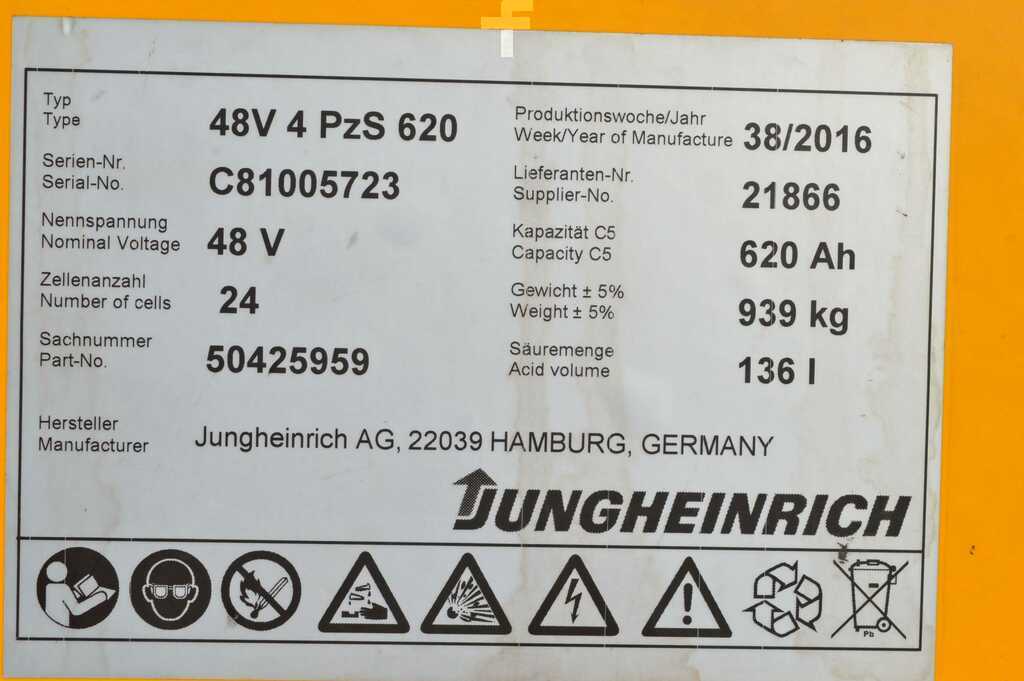 Typ
Type
48V 4 PzS 620
Produktionswoche/Jahr
Week/Year of Manufacture
38/2016
Serien-Nr.
Serial-No.
C81005723
Lieferanten-Nr.
Supplier-No.
21866
Nennspannung
Nominal Voltage
48 V
Kapazität C5
Capacity C5
620 Ah
Zellenanzahl
Number of cells
24
Gewicht ± 5%
Weight ± 5%
939 kg
Sachnummer
Part-No.
50425959
Säuremenge
Acid volume
136 l
Hersteller
Manufacturer
Jungheinrich AG, 22039 HAMBURG, GERMANY
JUNGHEINRICH
Pb